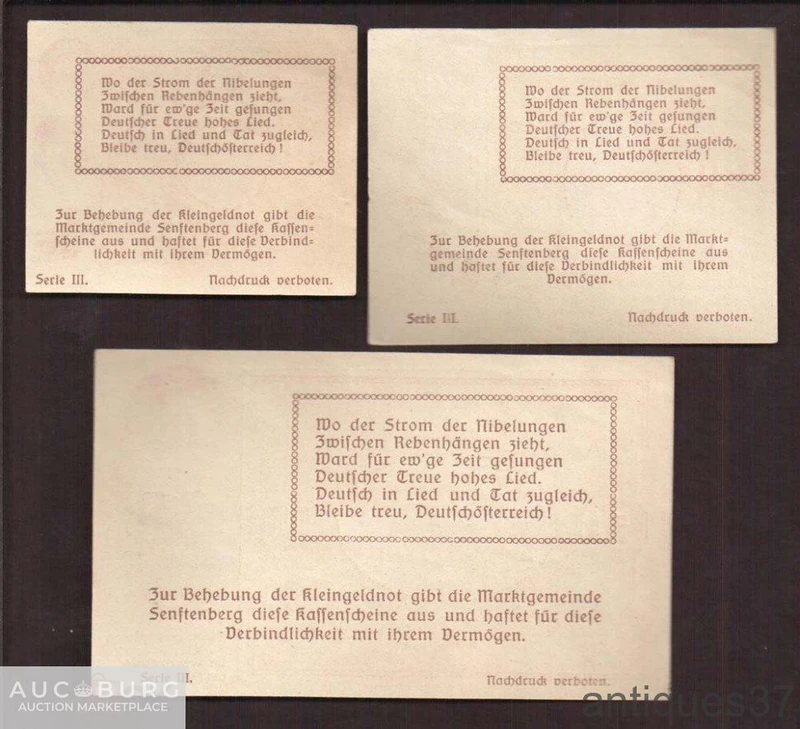 Wo der Strom der Nibelungen
Zwiſchen Rebenhängen zieht,
Ward für ew'ge Zeit geſungen
Deutſcher Treue hohes Lied.
Deutſch in Lied und Tat zugleich,
Bleibe treu, Deutſchöſterreich!
Zur Behebung der Kleingeldnot gibt die
Marktgemeinde Senftenberg dieſe Kaſſen=
ſcheine aus und haftet für dieſe Verbind=
lichkeit mit ihrem Vermögen.
Serie III.
Nachdruck verboten.
Wo der Strom der Nibelungen
Zwiſchen Rebenhängen zieht,
Ward für ew'ge Zeit geſungen
Deutſcher Treue hohes Lied.
Deutſch in Lied und Tat zugleich,
Bleibe treu, Deutſchöſterreich!
Zur Behebung der Kleingeldnot gibt die Markt=
gemeinde Senftenberg dieſe Kaſſenſcheine aus
und haftet für dieſe Verbindlichkeit mit ihrem
Vermögen.
Serie III.
Nachdruck verboten.
Wo der Strom der Nibelungen
Zwiſchen Rebenhängen zieht,
Ward für ew'ge Zeit geſungen
Deutſcher Treue hohes Lied.
Deutſch in Lied und Tat zugleich,
Bleibe treu, Deutſchöſterreich!
Zur Behebung der Kleingeldnot gibt die Marktgemeinde
Senftenberg dieſe Kaſſenſcheine aus und haftet für dieſe
Verbindlichkeit mit ihrem Vermögen.
Serie III.
Nachdruck verboten.
AUCBURG
AUCTION MARKETPLACE
antiques37